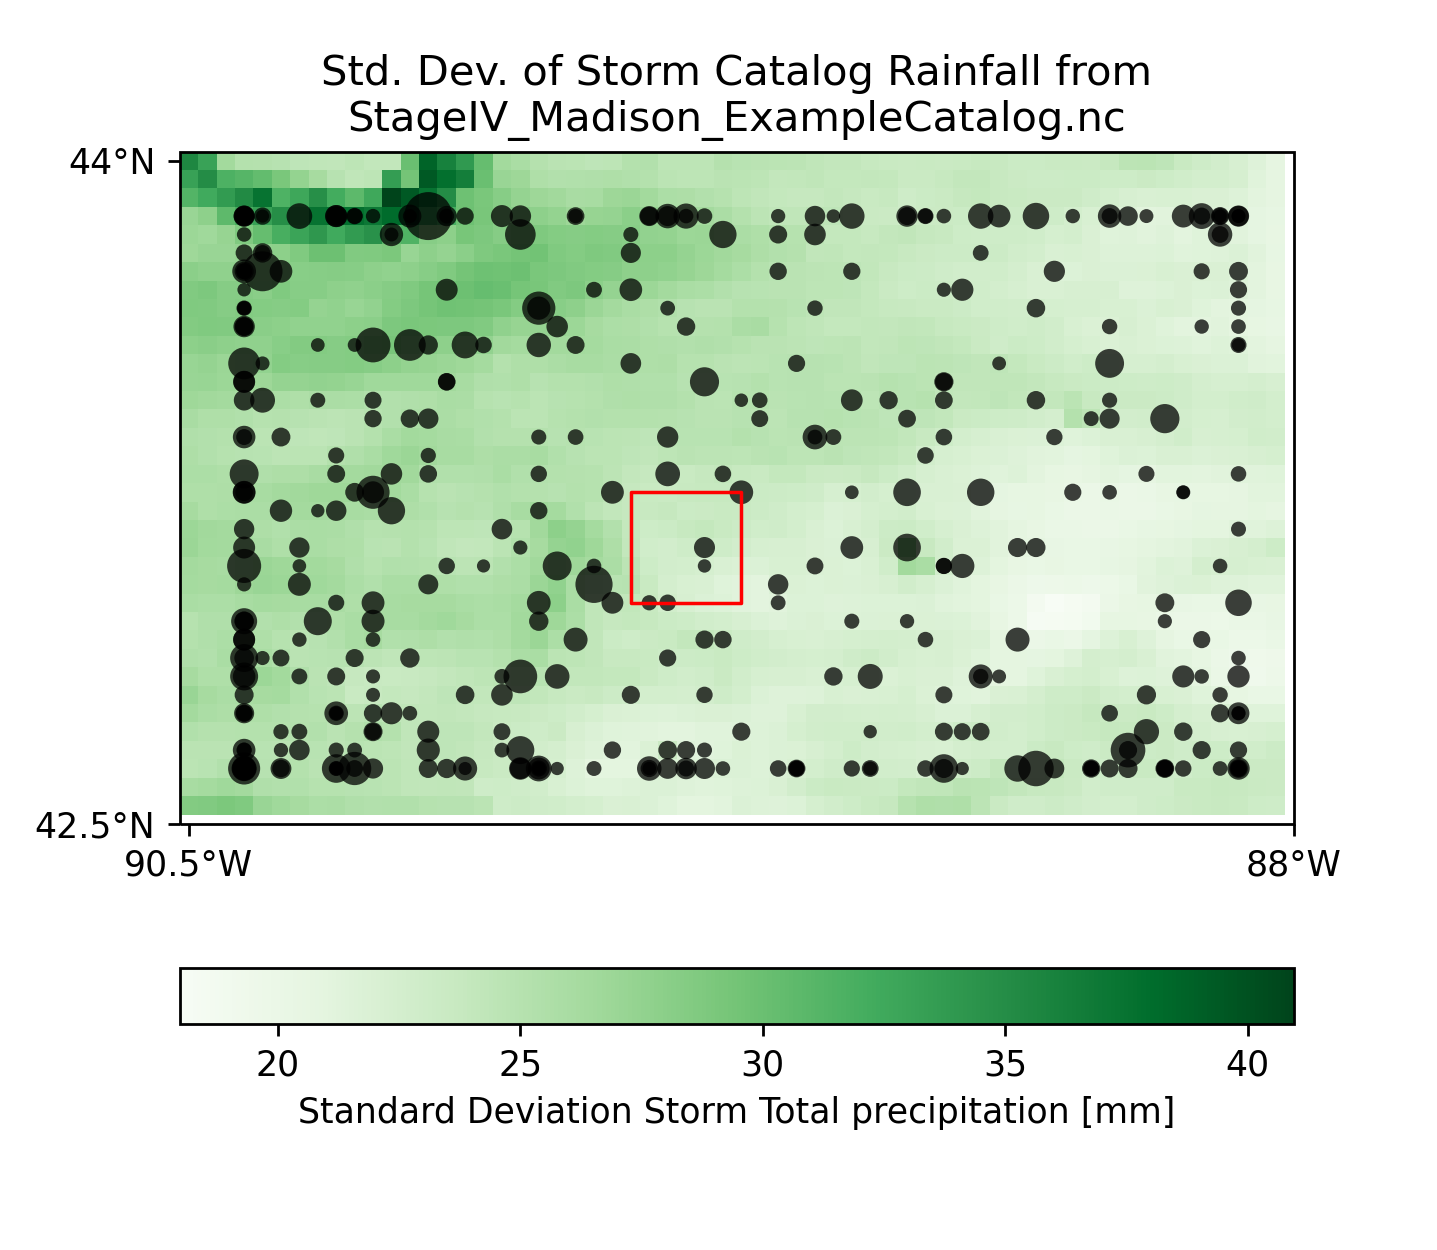 Std. Dev. of Storm Catalog Rainfall from
StageIV_Madison_ExampleCatalog.nc
44°N
42.5°N
90.5°W
88°W
20
25
30
35
40
Standard Deviation Storm Total precipitation [mm]